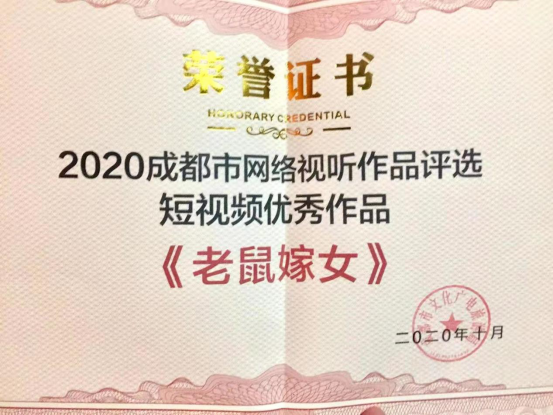 荣誉证书
HONORARY CREDENTIAL
2020成都市网络视听作品评选
短视频优秀作品
《老鼠嫁女》
二〇二〇年十月